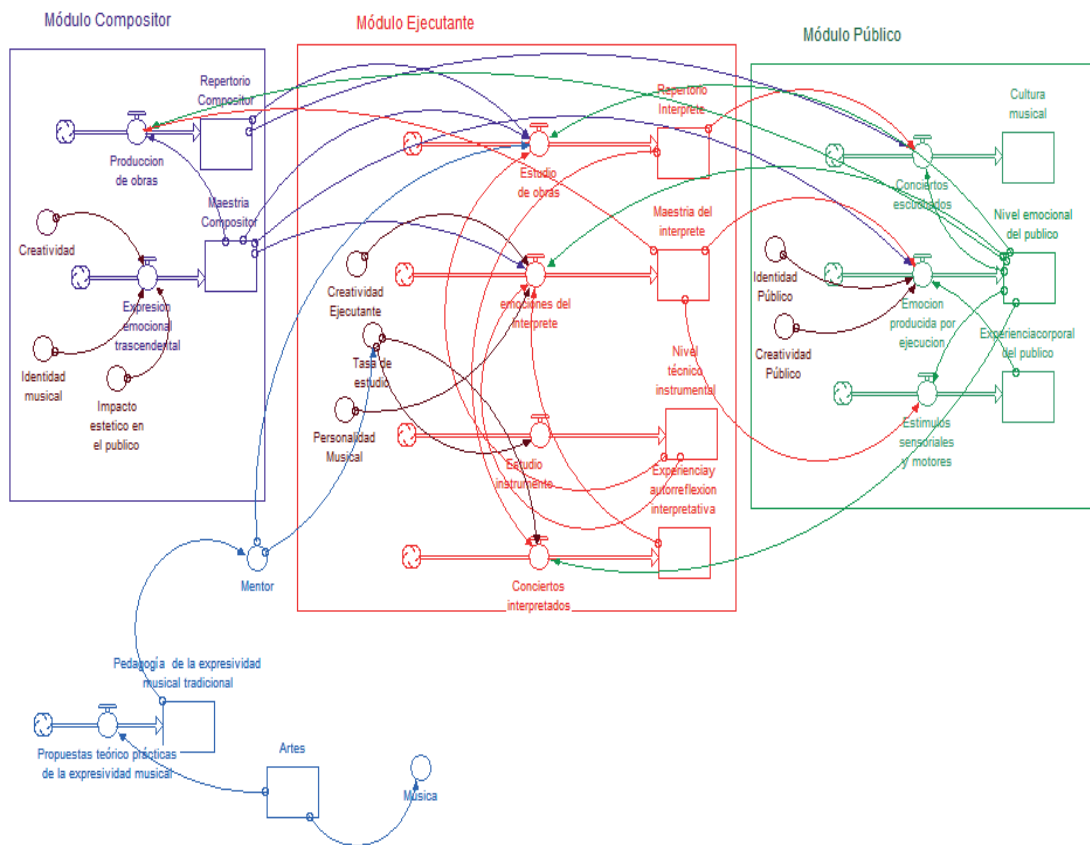 Módulo Compositor
Módulo Ejecutante
Módulo Público
Repertorio
Compositor
Produccion
de obras
Maestria
Compositor
Creatividad
Expresion
emocional
trascendental
Identidad
musical
Impacto
estetico en
el publico
Repertorio
Interprete
Estudio
de obras
Maestria del
interprete
Creatividad
Ejecutante
emociones del
Interprete
Tasa de
estudio
Nivel
técnico
instrumental
Personalidad
Musical
Estudio
instrumento
Experienciay
autorreflexion
interpretativa
Conciertos
interpretados
Cultura
musical
Conciertos
escuchados
Nivel emocional
del publico
Identidad
Público
Emocion
producida por
ejecucion
Experienciacorporal
del publico
Creatividad
Público
Estímulos
sensoriales
y motores
Mentor
Pedagogía de la expresividad
musical tradicional
Propuestas teórico prácticas
de la expresividad musical
Artes
Música